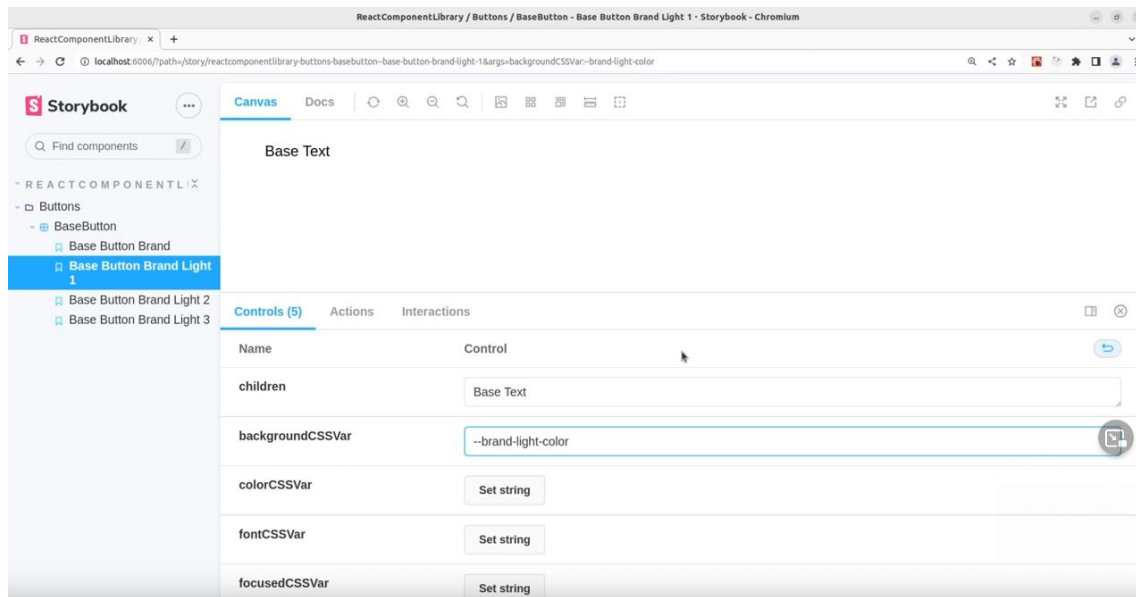 ReactComponentLibrary / Buttons / BaseButton - Base Button Brand Light 1 · Storybook - Chromium
ReactComponentLibrary
localhost:6006/?path=/story/reactcomponentlibrary-buttons-basebutton--base-button-brand-light-1&args=backgroundCSSVar:--brand-light-color
Storybook
Canvas Docs
Find components /
Base Text
REACTCOMPONENTL
Buttons
BaseButton
Base Button Brand
Base Button Brand Light
1
Base Button Brand Light 2
Base Button Brand Light 3
Controls (5) Actions Interactions
Name Control
children Base Text
backgroundCSSVar --brand-light-color
colorCSSVar Set string
fontCSSVar Set string
focusedCSSVar Set string